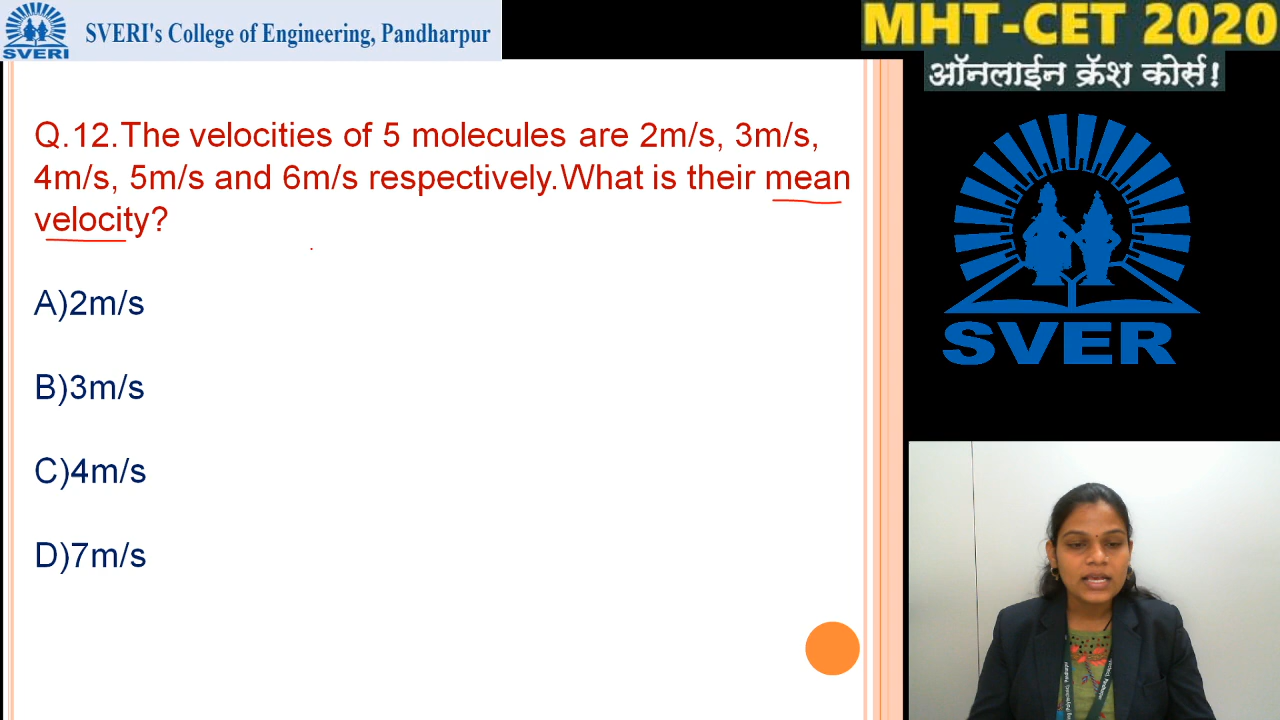 SVERI
SVERI's College of Engineering, Pandharpur
MHT-CET 2020
ऑनलाईन क्रॅश कोर्स!
Q.12.The velocities of 5 molecules are 2m/s, 3m/s,
4m/s, 5m/s and 6m/s respectively.What is their mean
velocity?
A)2m/s
B)3m/s
C)4m/s
D)7m/s
SVER